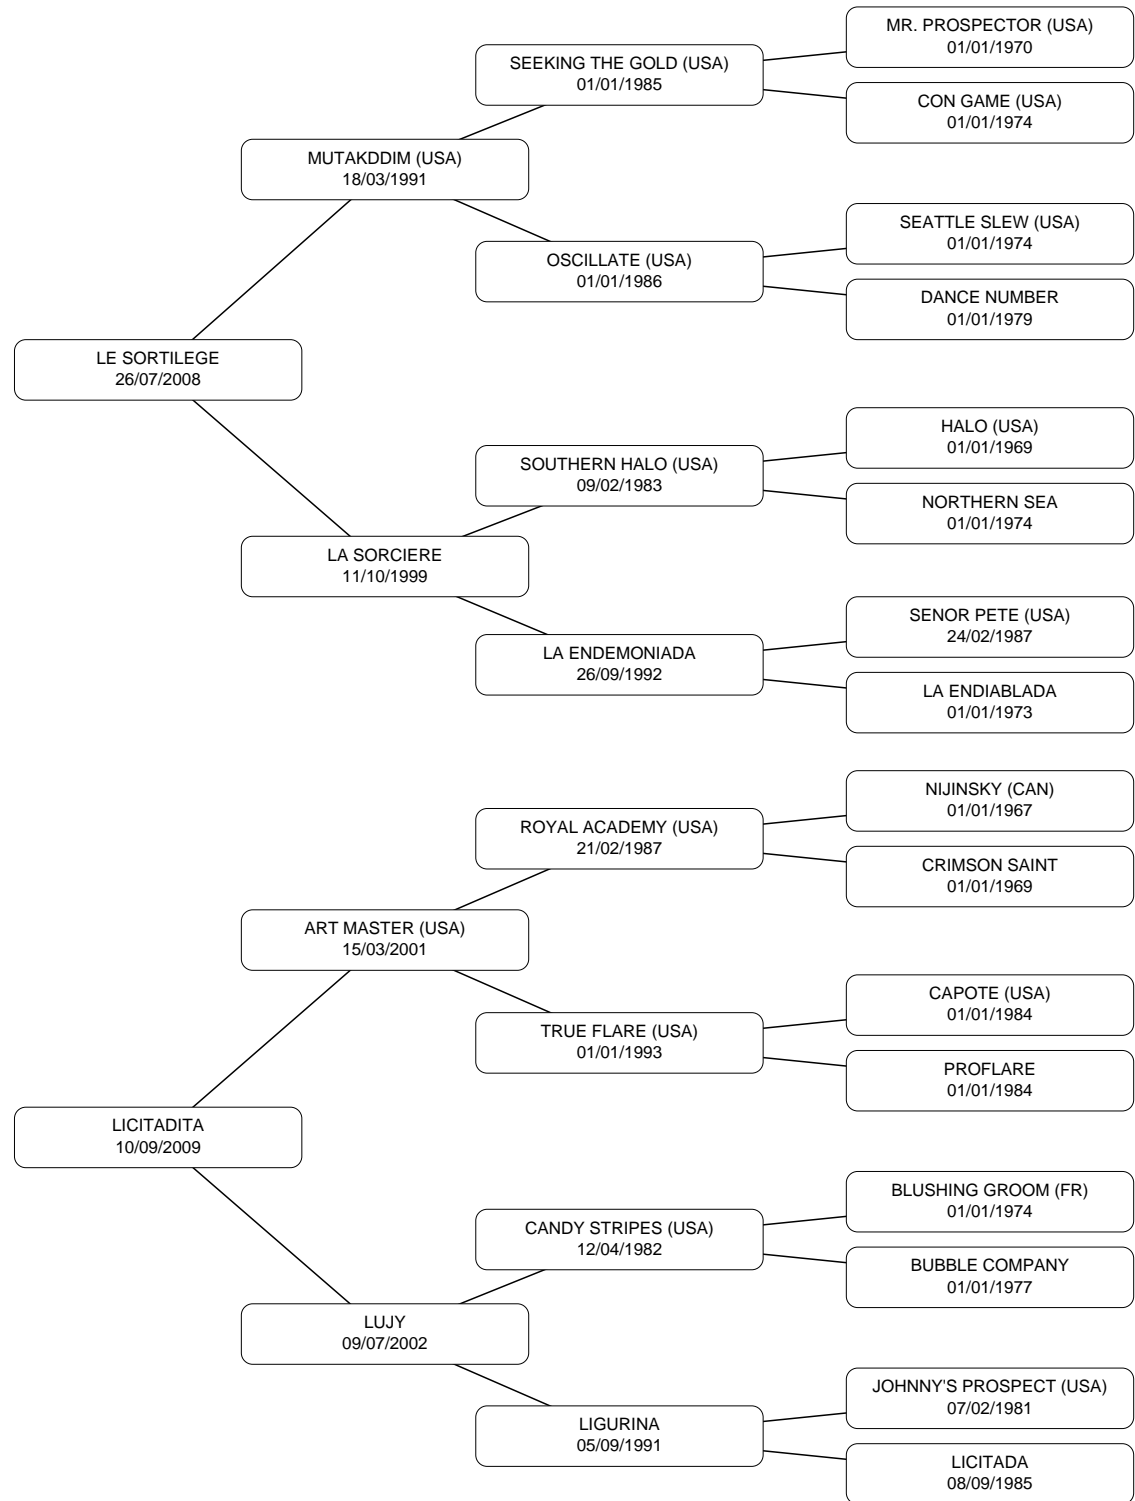 MR. PROSPECTOR (USA)
01/01/1970
SEEKING THE GOLD (USA)
01/01/1985
CON GAME (USA)
01/01/1974
MUTAKDDIM (USA)
18/03/1991
SEATTLE SLEW (USA)
01/01/1974
OSCILLATE (USA)
01/01/1986
DANCE NUMBER
01/01/1979
LE SORTILEGE
26/07/2008
HALO (USA)
01/01/1969
SOUTHERN HALO (USA)
09/02/1983
NORTHERN SEA
01/01/1974
LA SORCIERE
11/10/1999
SENOR PETE (USA)
24/02/1987
LA ENDEMONIADA
26/09/1992
LA ENDIABLADA
01/01/1973
NIJINSKY (CAN)
01/01/1967
ROYAL ACADEMY (USA)
21/02/1987
CRIMSON SAINT
01/01/1969
ART MASTER (USA)
15/03/2001
CAPOTE (USA)
01/01/1984
TRUE FLARE (USA)
01/01/1993
PROFLARE
01/01/1984
LICITADITA
10/09/2009
BLUSHING GROOM (FR)
01/01/1974
CANDY STRIPES (USA)
12/04/1982
BUBBLE COMPANY
01/01/1977
LUJY
09/07/2002
JOHNNY'S PROSPECT (USA)
07/02/1981
LIGURINA
05/09/1991
LICITADA
08/09/1985